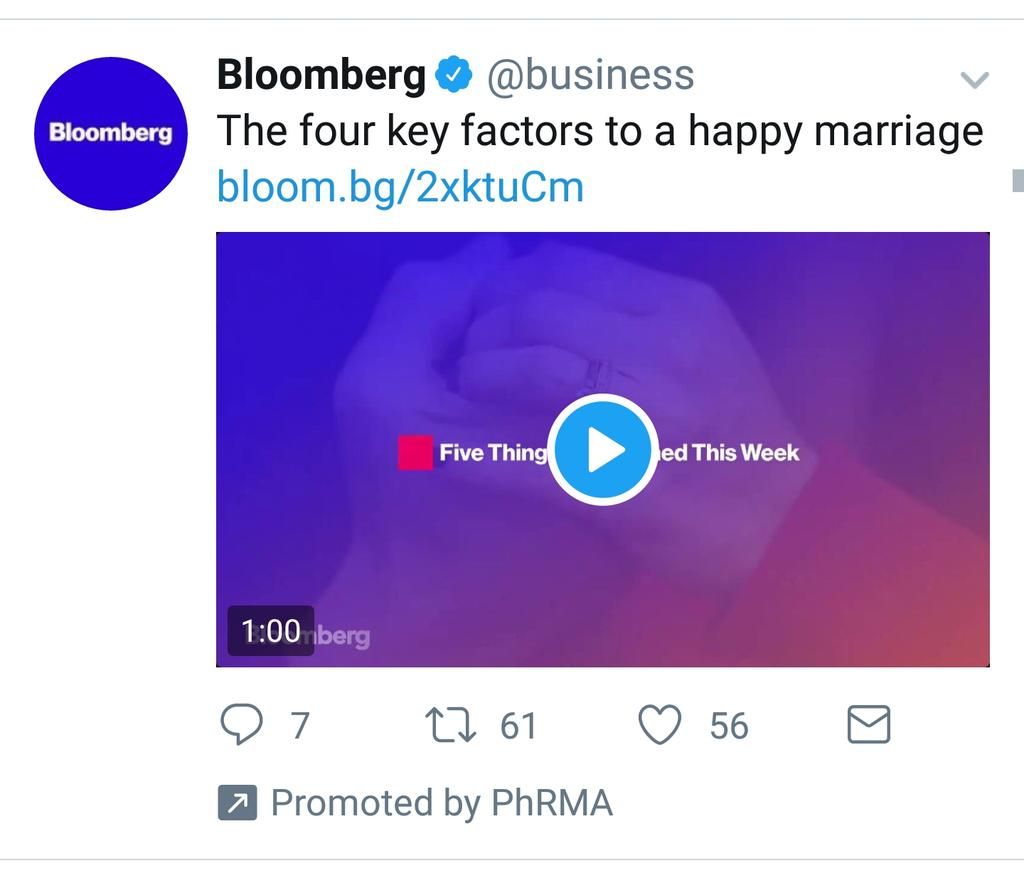 Bloomberg
Bloomberg @business
The four key factors to a happy marriage
bloom.bg/2xktuCm
Five Thing ed This Week
1:00
mberg
7 61 56
Promoted by PhRMA